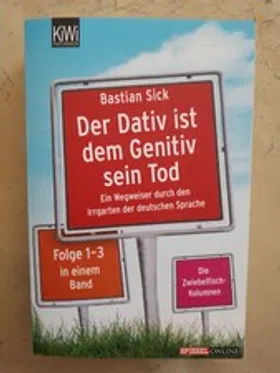 KiWi
Bastian Sick
Der Dativ ist
dem Genitiv
sein Tod
Ein Wegweiser durch den
Irrgarten der deutschen Sprache
Folge 1–3
in einem
Band
Die
Zwiebelfisch-
Kolumnen
SPIEGEL ONLINE